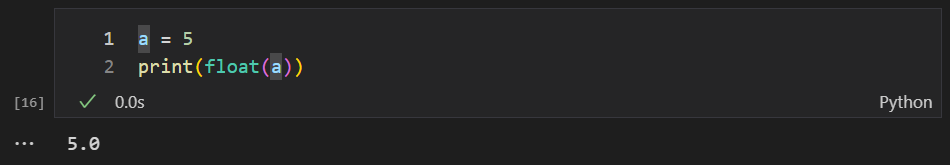 1 a = 5
2 print(float(a))
[16] ✓ 0.0s Python
... 5.0